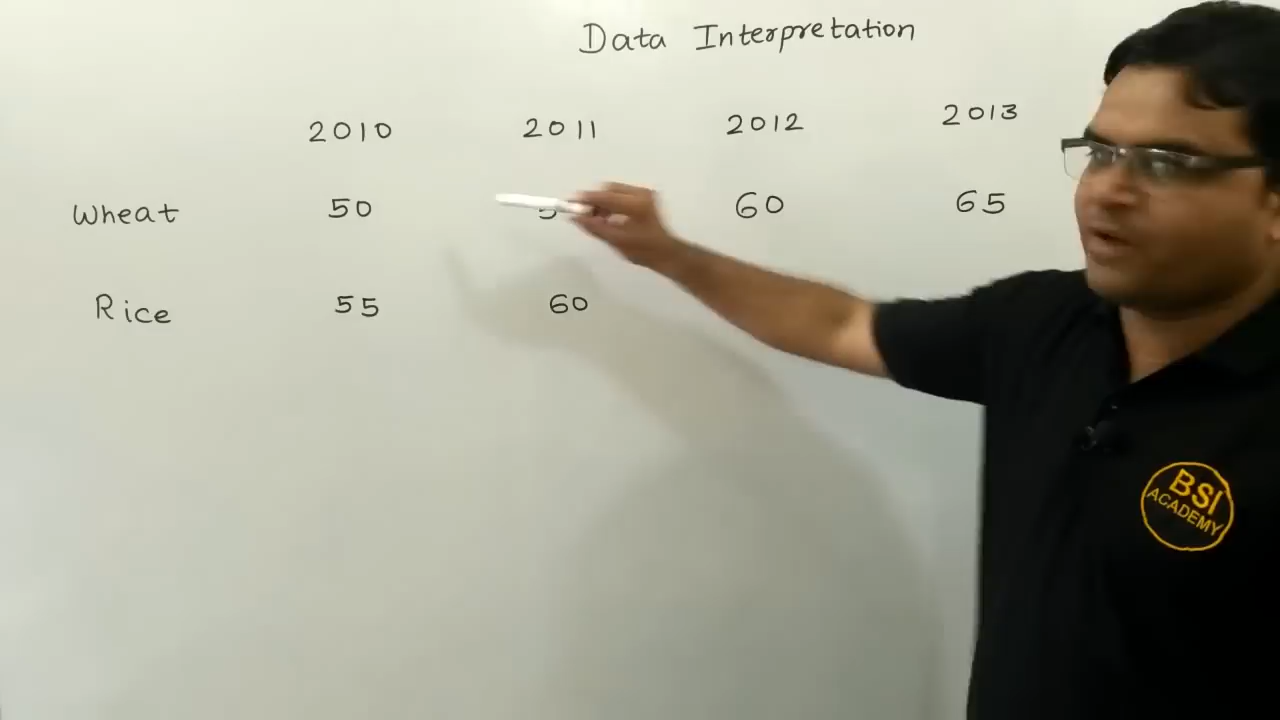 Data Interpretation
2010 2011 2012 2013
Wheat 50 60 65
Rice 55 60
BSI
ACADEMY